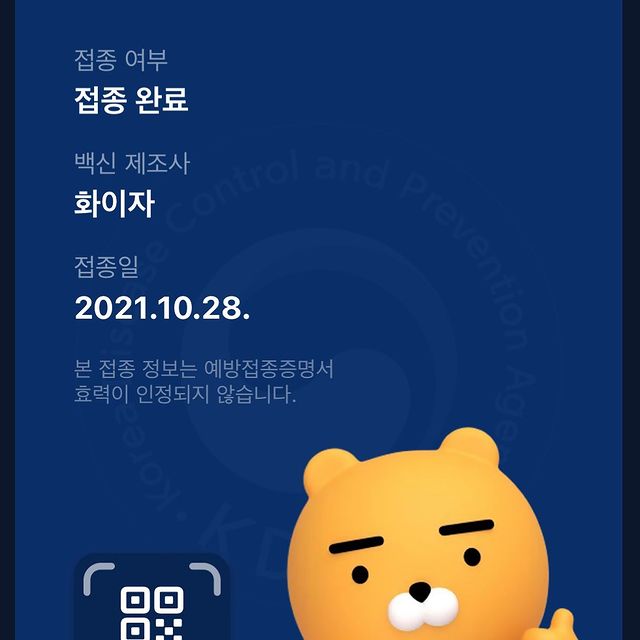 접종 여부
접종 완료
백신 제조사
화이자
접종일
2021.10.28.
본 접종 정보는 예방접종증명서
효력이 인정되지 않습니다.
Korea Disease Control and Prevention Agency
KD